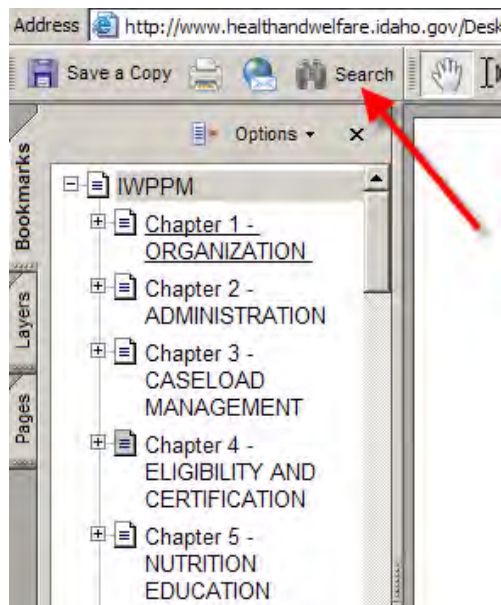 Address http://www.healthandwelfare.idaho.gov/Desk
Save a Copy Search
Options
Bookmarks
Layers
Pages
IWPPM
Chapter 1 -
ORGANIZATION
Chapter 2 -
ADMINISTRATION
Chapter 3 -
CASELOAD
MANAGEMENT
Chapter 4 -
ELIGIBILITY AND
CERTIFICATION
Chapter 5 -
NUTRITION
EDUCATION